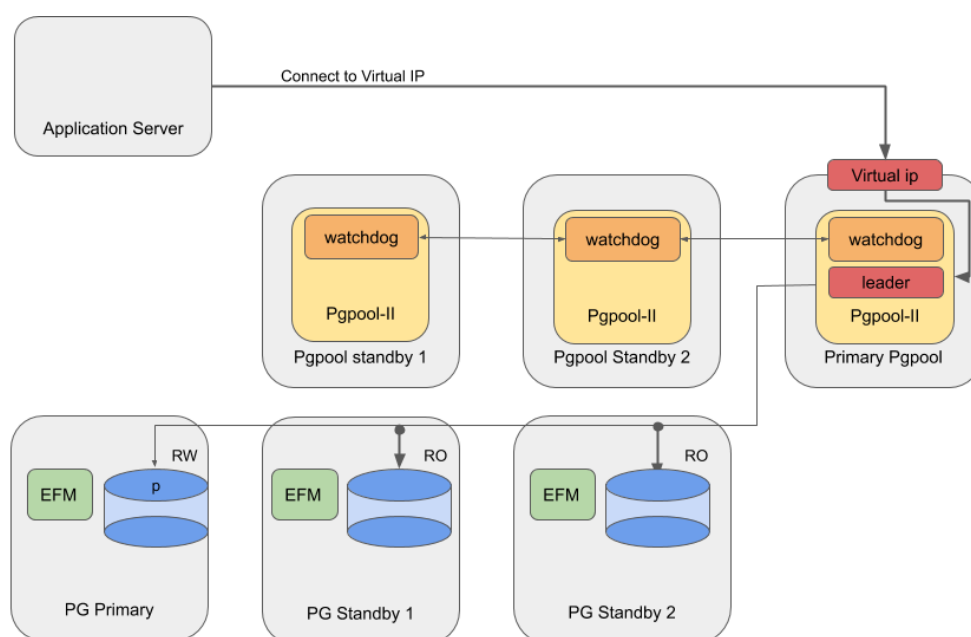 Connect to Virtual IP
Application Server
Virtual ip
watchdog
watchdog
watchdog
leader
Pgpool-II
Pgpool-II
Pgpool-II
Pgpool standby 1
Pgpool Standby 2
Primary Pgpool
RW
RO
RO
EFM
p
EFM
EFM
PG Primary
PG Standby 1
PG Standby 2